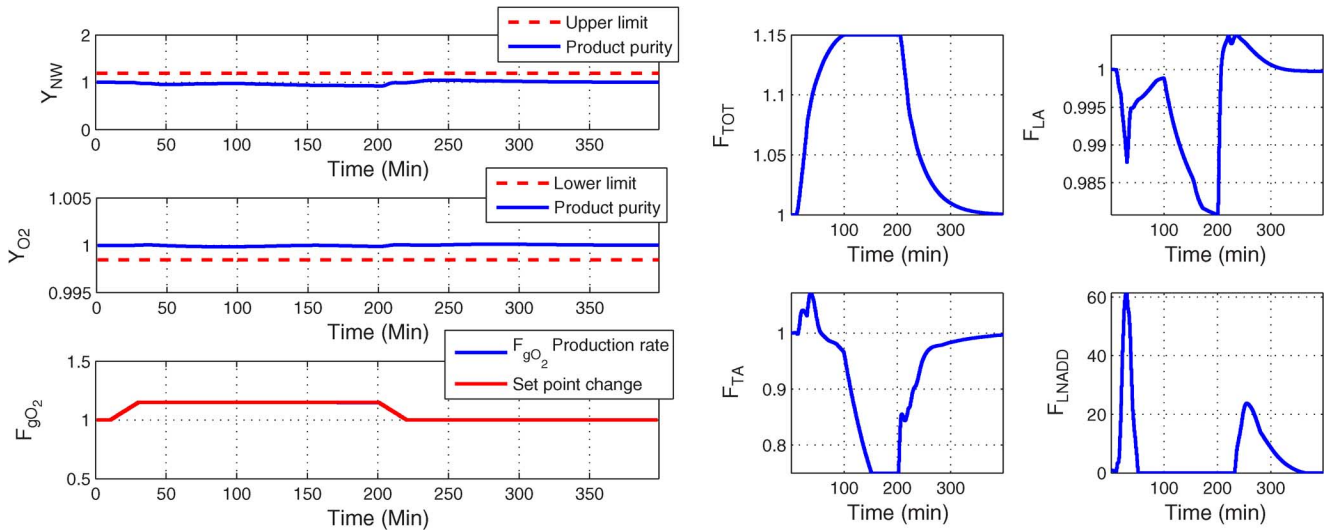 Upper limit
Product purity
Y_NW
2
1
0
0 50 100 150 200 250 300 350
Time (Min)
Lower limit
Product purity
Y_O2
1.005
1
0.995
0 50 100 150 200 250 300 350
Time (Min)
F_gO2 Production rate
Set point change
F_gO2
1.5
1
0.5
0 50 100 150 200 250 300 350
Time (Min)
F_TOT
1.15
1.1
1.05
1
100 200 300
Time (min)
F_LA
1
0.995
0.99
0.985
100 200 300
Time (min)
F_TA
1
0.9
0.8
100 200 300
Time (min)
F_LNADD
60
40
20
0
100 200 300
Time (min)